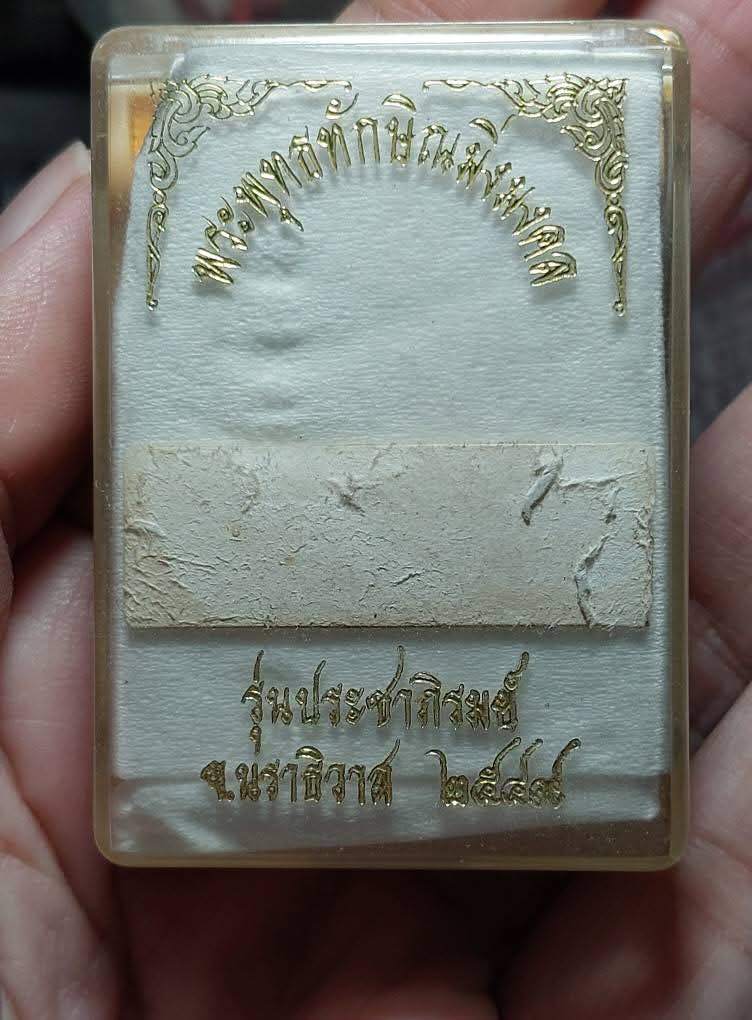 พระพุทธทักษิณมิ่งมงคล
รุ่นประชาภิรมย์
จ.นราธิวาส ๒๕๔๙